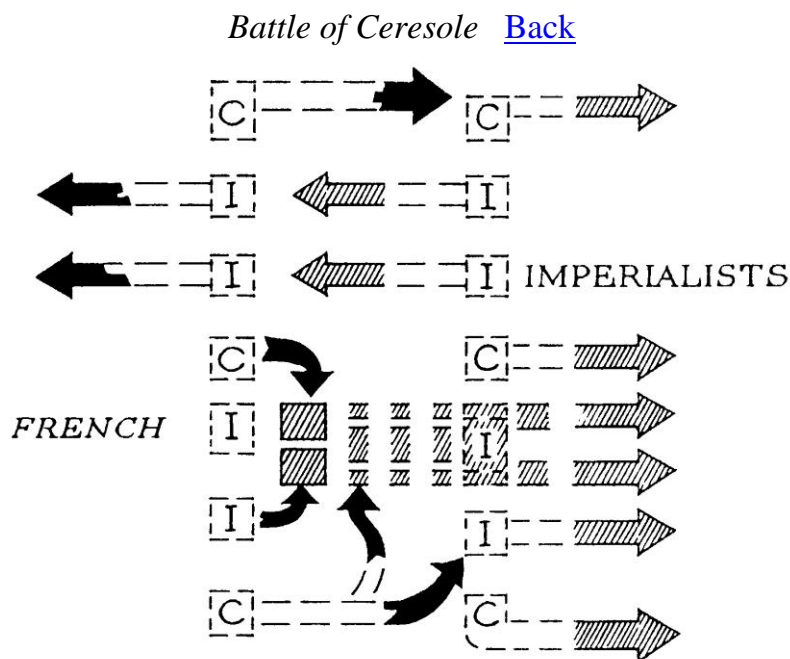 Battle of Ceresole Back
C C
I I
I I IMPERIALISTS
C C
FRENCH I I
I I
C C